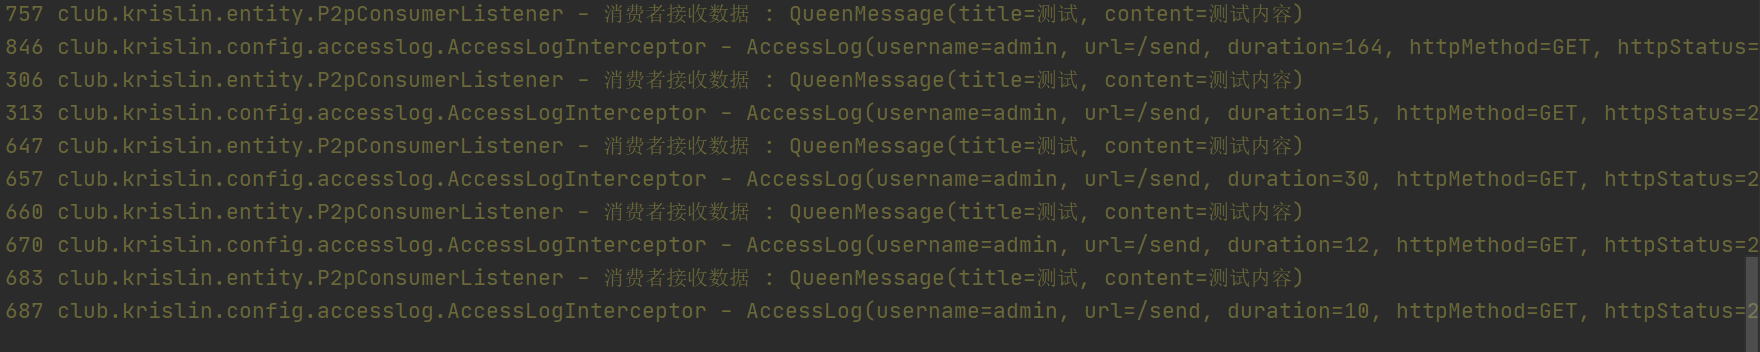 757 club.krislin.entity.P2pConsumerListener - 消费者接收数据 : QueenMessage(title=测试, content=测试内容)
846 club.krislin.config.accesslog.AccessLogInterceptor - AccessLog(username=admin, url=/send, duration=164, httpMethod=GET, httpStatus=
306 club.krislin.entity.P2pConsumerListener - 消费者接收数据 : QueenMessage(title=测试, content=测试内容)
313 club.krislin.config.accesslog.AccessLogInterceptor - AccessLog(username=admin, url=/send, duration=15, httpMethod=GET, httpStatus=2
647 club.krislin.entity.P2pConsumerListener - 消费者接收数据 : QueenMessage(title=测试, content=测试内容)
657 club.krislin.config.accesslog.AccessLogInterceptor - AccessLog(username=admin, url=/send, duration=30, httpMethod=GET, httpStatus=2
660 club.krislin.entity.P2pConsumerListener - 消费者接收数据 : QueenMessage(title=测试, content=测试内容)
670 club.krislin.config.accesslog.AccessLogInterceptor - AccessLog(username=admin, url=/send, duration=12, httpMethod=GET, httpStatus=2
683 club.krislin.entity.P2pConsumerListener - 消费者接收数据 : QueenMessage(title=测试, content=测试内容)
687 club.krislin.config.accesslog.AccessLogInterceptor - AccessLog(username=admin, url=/send, duration=10, httpMethod=GET, httpStatus=2